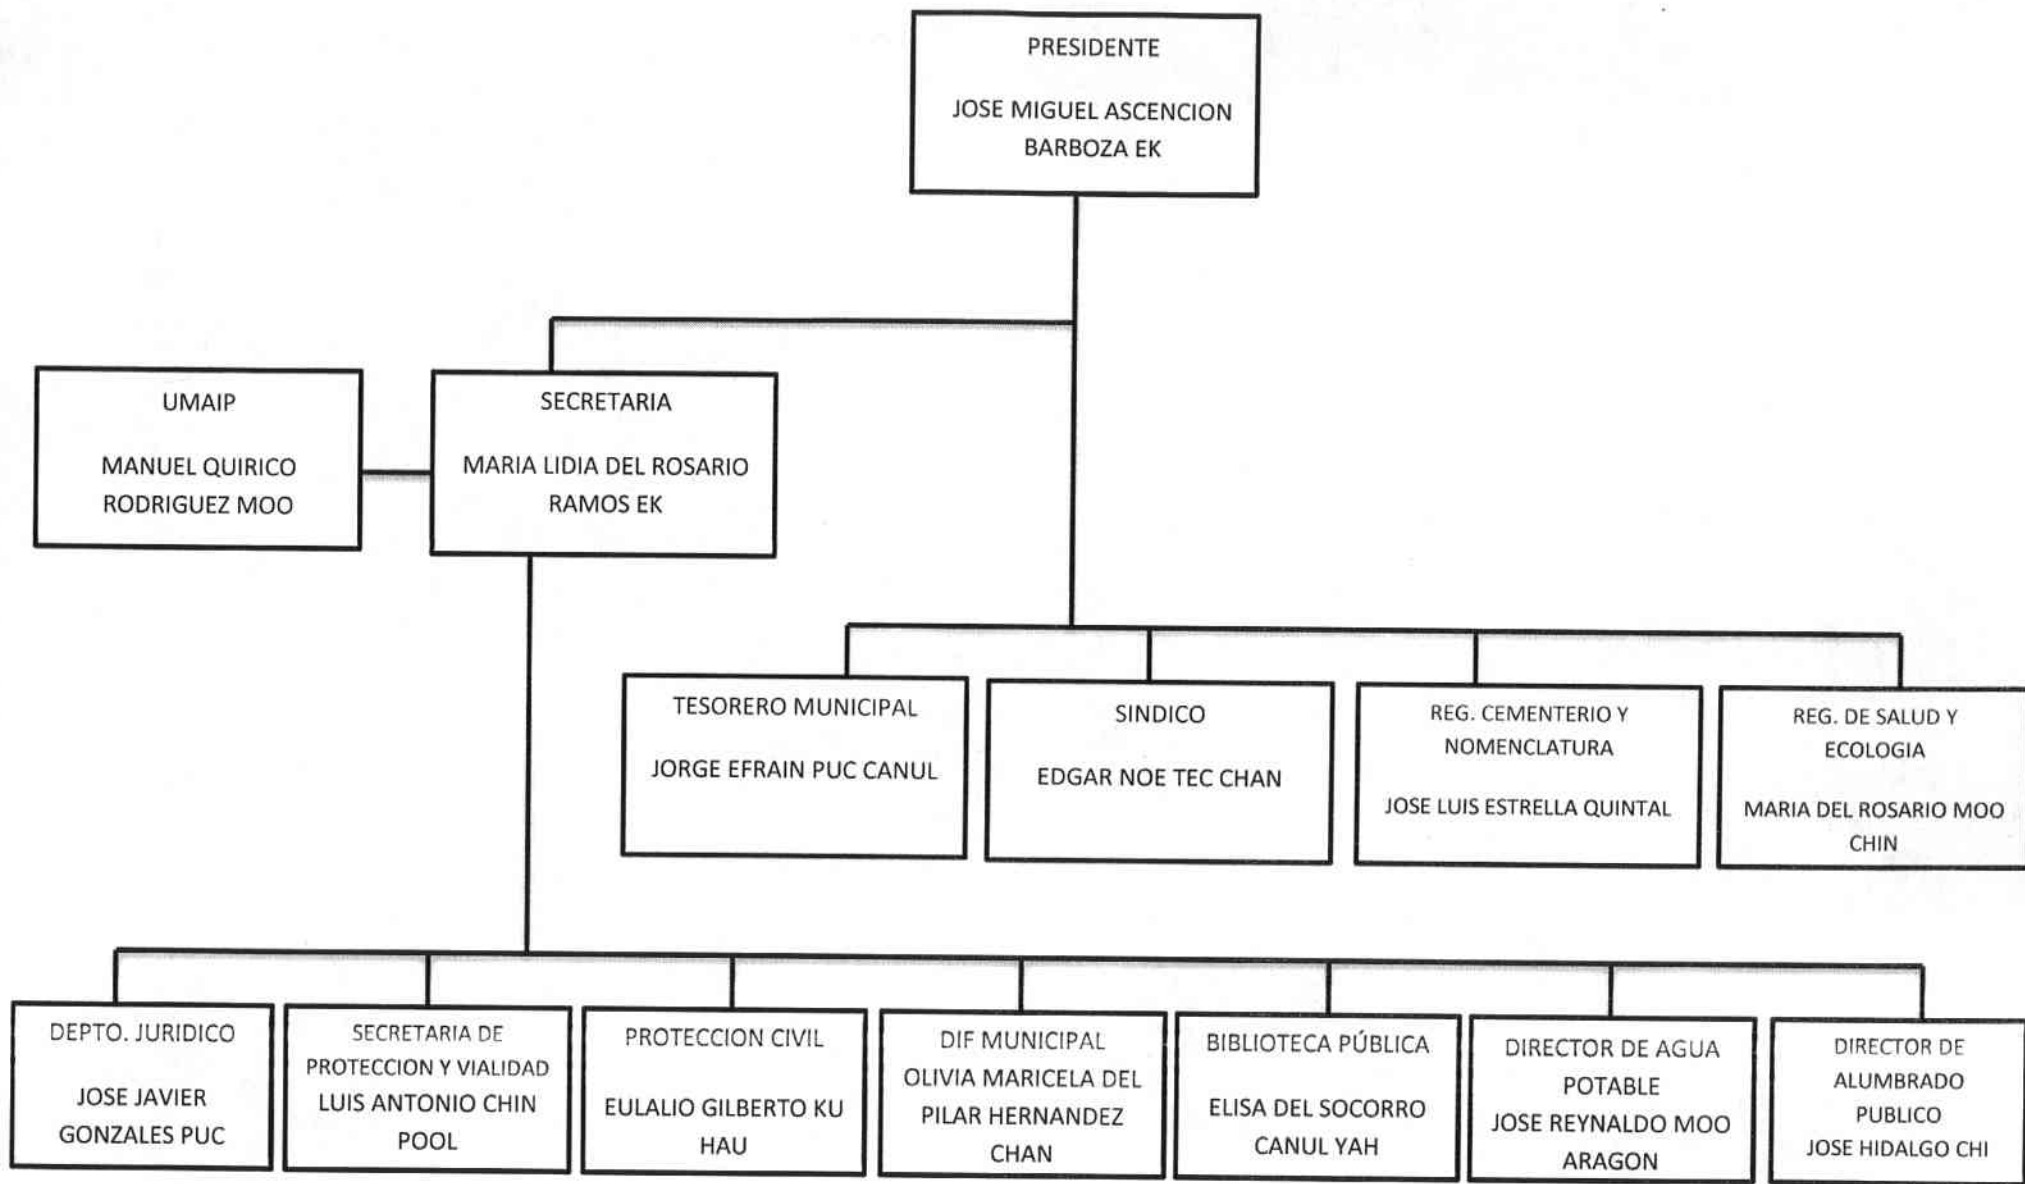 PRESIDENTE
JOSE MIGUEL ASCENCION
BARBOZA EK
UMAIP
MANUEL QUIRICO
RODRIGUEZ MOO
SECRETARIA
MARIA LIDIA DEL ROSARIO
RAMOS EK
TESORERO MUNICIPAL
JORGE EFRAIN PUC CANUL
SINDICO
EDGAR NOE TEC CHAN
REG. CEMENTERIO Y
NOMENCLATURA
JOSE LUIS ESTRELLA QUINTAL
REG. DE SALUD Y
ECOLOGIA
MARIA DEL ROSARIO MOO
CHIN
DEPTO. JURIDICO
JOSE JAVIER
GONZALES PUC
SECRETARIA DE
PROTECCION Y VIALIDAD
LUIS ANTONIO CHIN
POOL
PROTECCION CIVIL
EULALIO GILBERTO KU
HAU
DIF MUNICIPAL
OLIVIA MARICELA DEL
PILAR HERNANDEZ
CHAN
BIBLIOTECA PÚBLICA
ELISA DEL SOCORRO
CANUL YAH
DIRECTOR DE AGUA
POTABLE
JOSE REYNALDO MOO
ARAGON
DIRECTOR DE
ALUMBRADO
PUBLICO
JOSE HIDALGO CHI